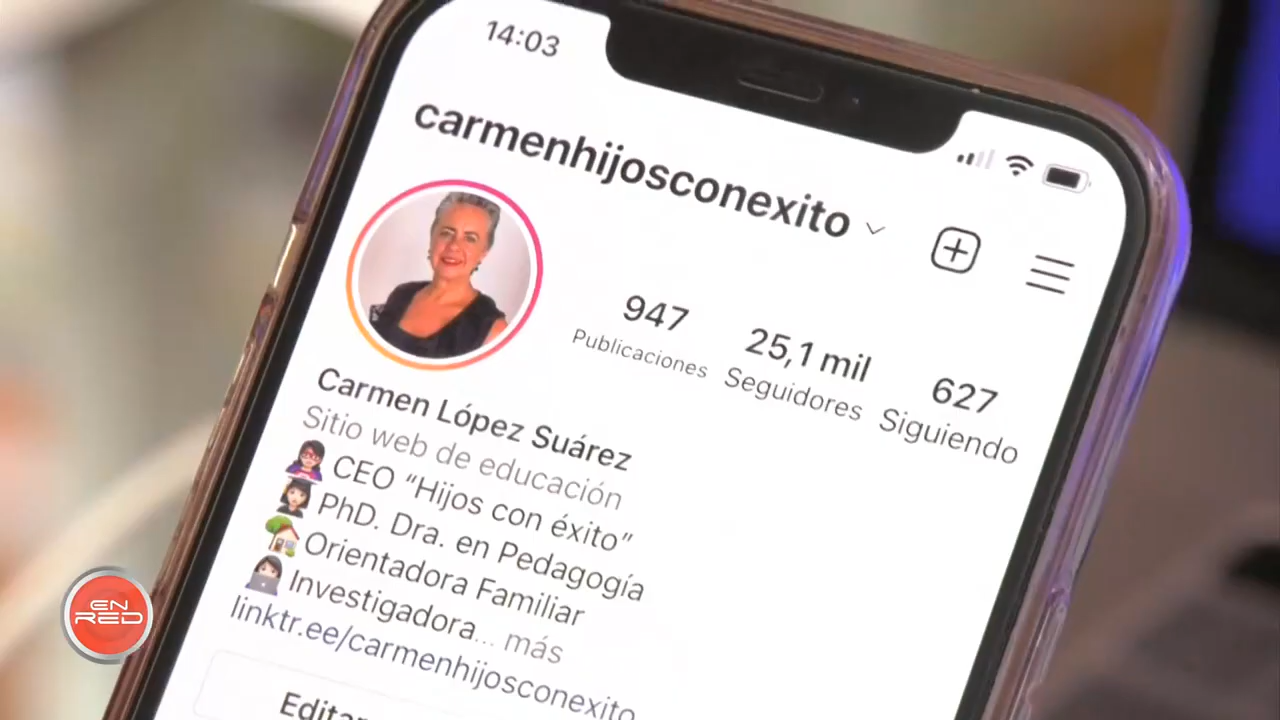 14:03
carmenhijosconexito
947
Publicaciones
25,1 mil
Seguidores
627
Siguiendo
Carmen López Suárez
Sitio web de educación
CEO “Hijos con éxito”
PhD. Dra. en Pedagogía
Orientadora Familiar
Investigadora... más
linktr.ee/carmenhijosconexito
Editar
EN
RED